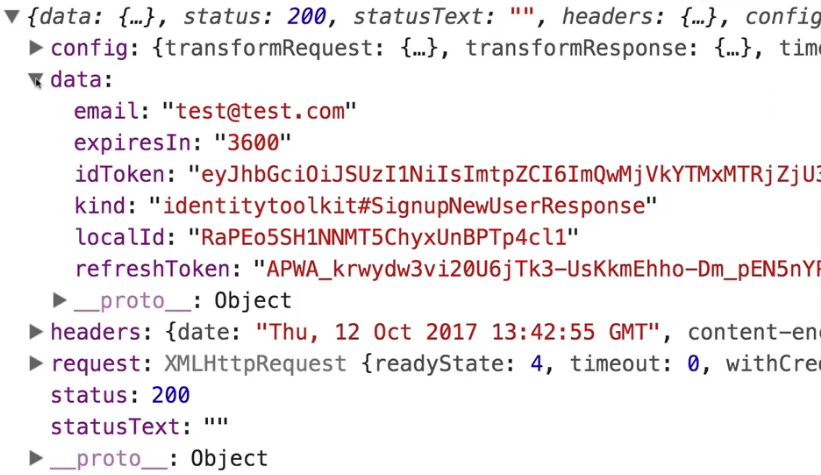 ▼{data: {…}, status: 200, statusText: "", headers: {…}, config
▶config: {transformRequest: {…}, transformResponse: {…}, time
▼data:
email: "test@test.com"
expiresIn: "3600"
idToken: "eyJhbGciOiJSUzI1NiIsImtpZCI6ImQwMjVkYTMxMTRjZjU3
kind: "identitytoolkit#SignupNewUserResponse"
localId: "RaPEo5SH1NNMT5ChyxUnBPTp4cl1"
refreshToken: "APWA_krwydw3vi20U6jTk3-UsKkmEhho-Dm_pEN5nYR
▶__proto__: Object
▶headers: {date: "Thu, 12 Oct 2017 13:42:55 GMT", content-enc
▶request: XMLHttpRequest {readyState: 4, timeout: 0, withCre
status: 200
statusText: ""
▶__proto__: Object